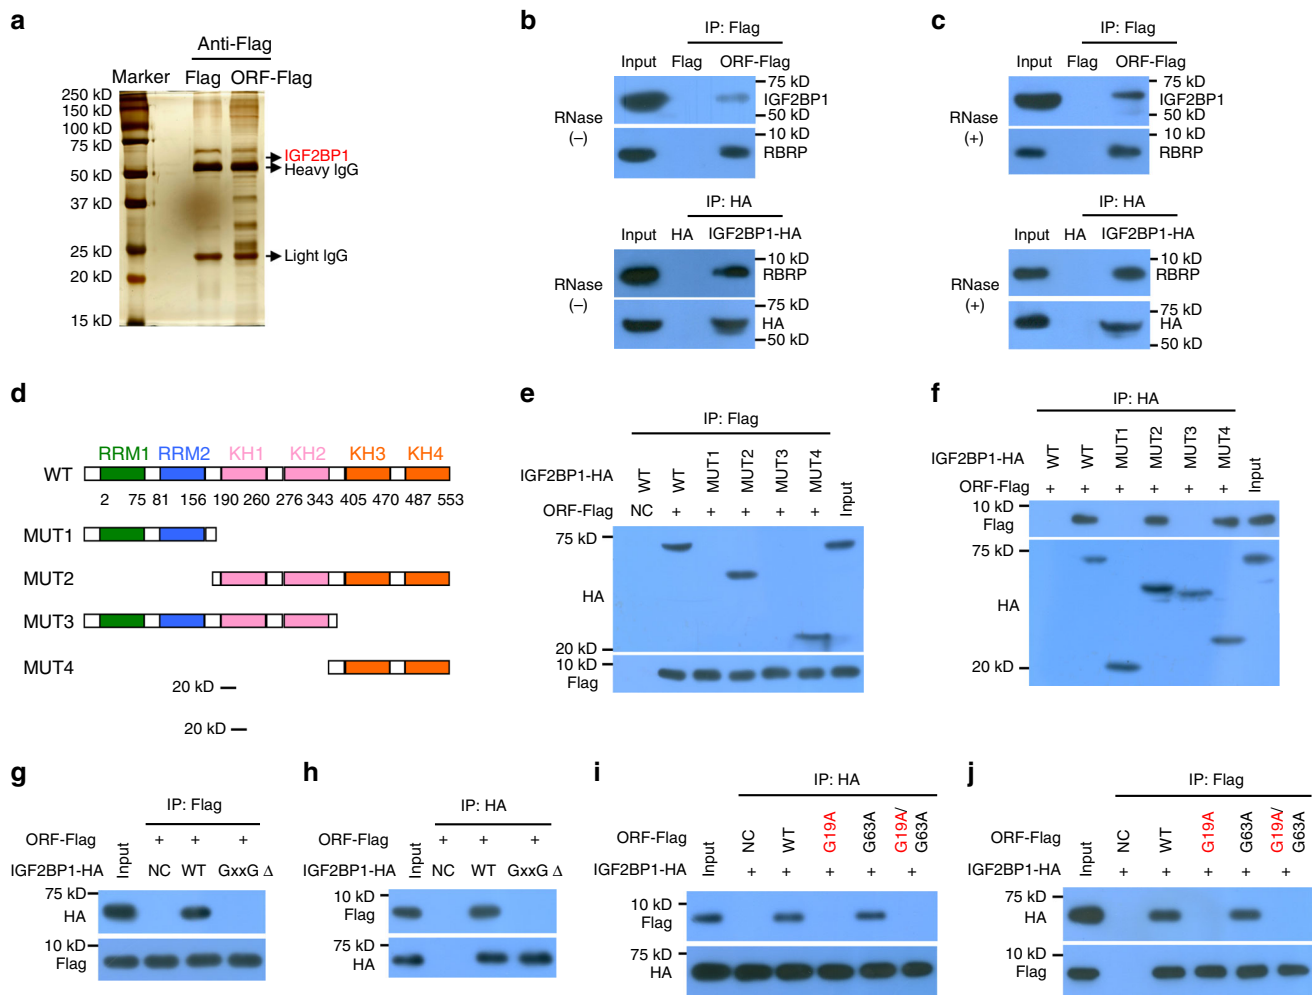 a
Anti-Flag
Marker Flag ORF-Flag
250 kD
150 kD
100 kD
75 kD
50 kD
37 kD
25 kD
20 kD
15 kD
IGF2BP1
Heavy IgG
Light IgG
b
IP: Flag
Input Flag ORF-Flag
RNase
(–)
75 kD
IGF2BP1
50 kD
10 kD
RBRP
IP: HA
Input HA IGF2BP1-HA
RNase
(–)
10 kD
RBRP
75 kD
HA
50 kD
c
IP: Flag
Input Flag ORF-Flag
RNase
(+)
75 kD
IGF2BP1
50 kD
10 kD
RBRP
IP: HA
Input HA IGF2BP1-HA
RNase
(+)
10 kD
RBRP
75 kD
HA
50 kD
d
RRM1 RRM2 KH1 KH2 KH3 KH4
WT
2 75 81 156 190 260 276 343 405 470 487 553
MUT1
MUT2
MUT3
MUT4
20 kD
20 kD
e
IP: Flag
IGF2BP1-HA WT WT MUT1 MUT2 MUT3 MUT4 Input
ORF-Flag NC + + + + +
75 kD
HA
20 kD
10 kD
Flag
f
IP: HA
IGF2BP1-HA WT WT MUT1 MUT2 MUT3 MUT4 Input
ORF-Flag + + + + + +
10 kD
Flag
75 kD
HA
20 kD
g
IP: Flag
ORF-Flag Input + + +
IGF2BP1-HA NC WT GxxG Δ
75 kD
HA
10 kD
Flag
h
IP: HA
ORF-Flag Input + + +
IGF2BP1-HA NC WT GxxG Δ
10 kD
Flag
75 kD
HA
i
IP: HA
ORF-Flag Input NC WT G19A G63A G19A/G63A
IGF2BP1-HA + + + + +
10 kD
Flag
75 kD
HA
j
IP: Flag
ORF-Flag Input NC WT G19A G63A G19A/G63A
IGF2BP1-HA + + + + +
75 kD
HA
10 kD
Flag